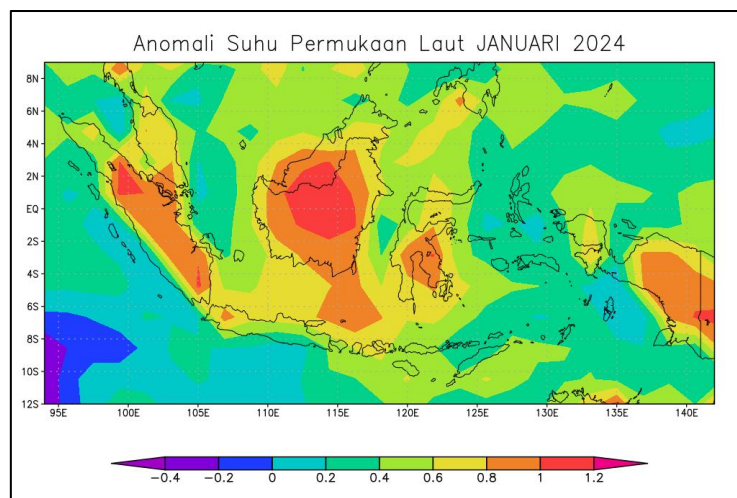 Anomali Suhu Permukaan Laut JANUARI 2024
8N
6N
4N
2N
EQ
2S
4S
6S
8S
10S
12S
95E 100E 105E 110E 115E 120E 125E 130E 135E 140E
−0.4 −0.2 0 0.2 0.4 0.6 0.8 1 1.2